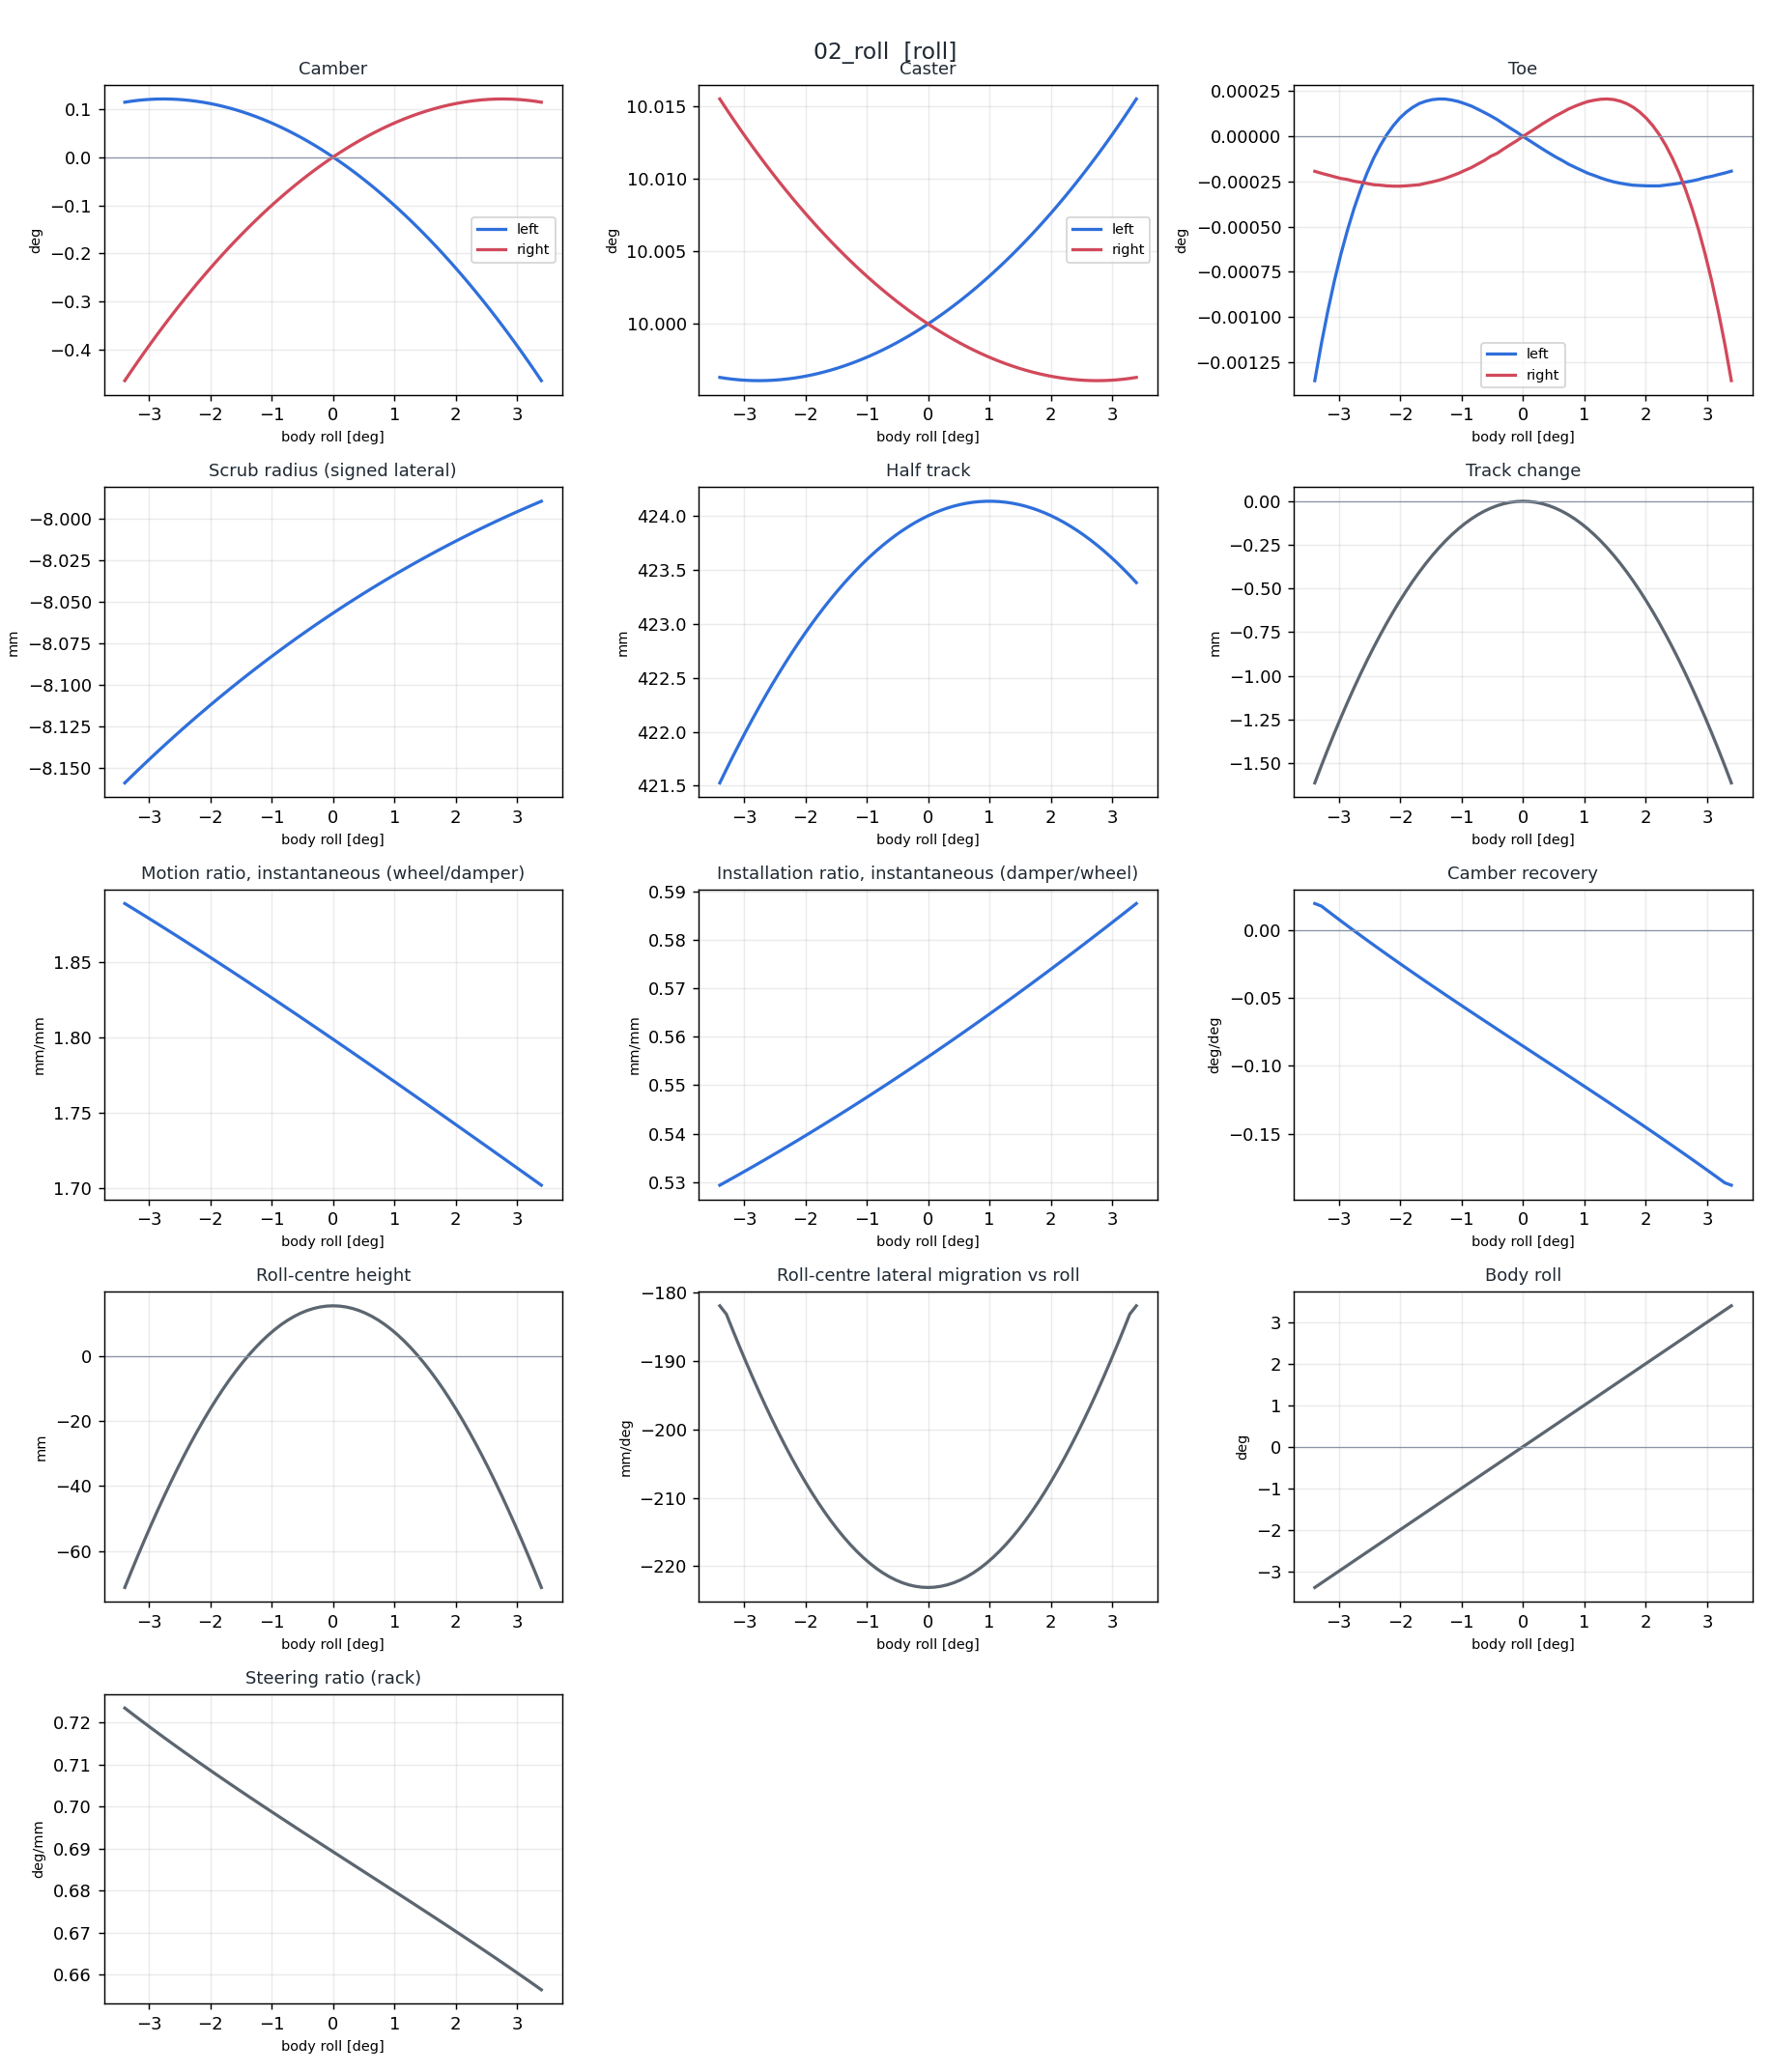 02_roll  [roll]
Camber
Caster
Toe
0.1
0.0
−0.1
−0.2
−0.3
−0.4
deg
left
right
−3 −2 −1 0 1 2 3
body roll [deg]
10.015
10.010
10.005
10.000
deg
left
right
−3 −2 −1 0 1 2 3
body roll [deg]
0.00025
0.00000
−0.00025
−0.00050
−0.00075
−0.00100
−0.00125
deg
left
right
−3 −2 −1 0 1 2 3
body roll [deg]
Scrub radius (signed lateral)
−8.000
−8.025
−8.050
−8.075
−8.100
−8.125
−8.150
mm
−3 −2 −1 0 1 2 3
body roll [deg]
Half track
424.0
423.5
423.0
422.5
422.0
421.5
mm
−3 −2 −1 0 1 2 3
body roll [deg]
Track change
0.00
−0.25
−0.50
−0.75
−1.00
−1.25
−1.50
mm
−3 −2 −1 0 1 2 3
body roll [deg]
Motion ratio, instantaneous (wheel/damper)
1.85
1.80
1.75
1.70
mm/mm
−3 −2 −1 0 1 2 3
body roll [deg]
Installation ratio, instantaneous (damper/wheel)
0.59
0.58
0.57
0.56
0.55
0.54
0.53
mm/mm
−3 −2 −1 0 1 2 3
body roll [deg]
Camber recovery
0.00
−0.05
−0.10
−0.15
deg/deg
−3 −2 −1 0 1 2 3
body roll [deg]
Roll-centre height
0
−20
−40
−60
mm
−3 −2 −1 0 1 2 3
body roll [deg]
Roll-centre lateral migration vs roll
−180
−190
−200
−210
−220
mm/deg
−3 −2 −1 0 1 2 3
body roll [deg]
Body roll
3
2
1
0
−1
−2
−3
deg
−3 −2 −1 0 1 2 3
body roll [deg]
Steering ratio (rack)
0.72
0.71
0.70
0.69
0.68
0.67
0.66
deg/mm
−3 −2 −1 0 1 2 3
body roll [deg]